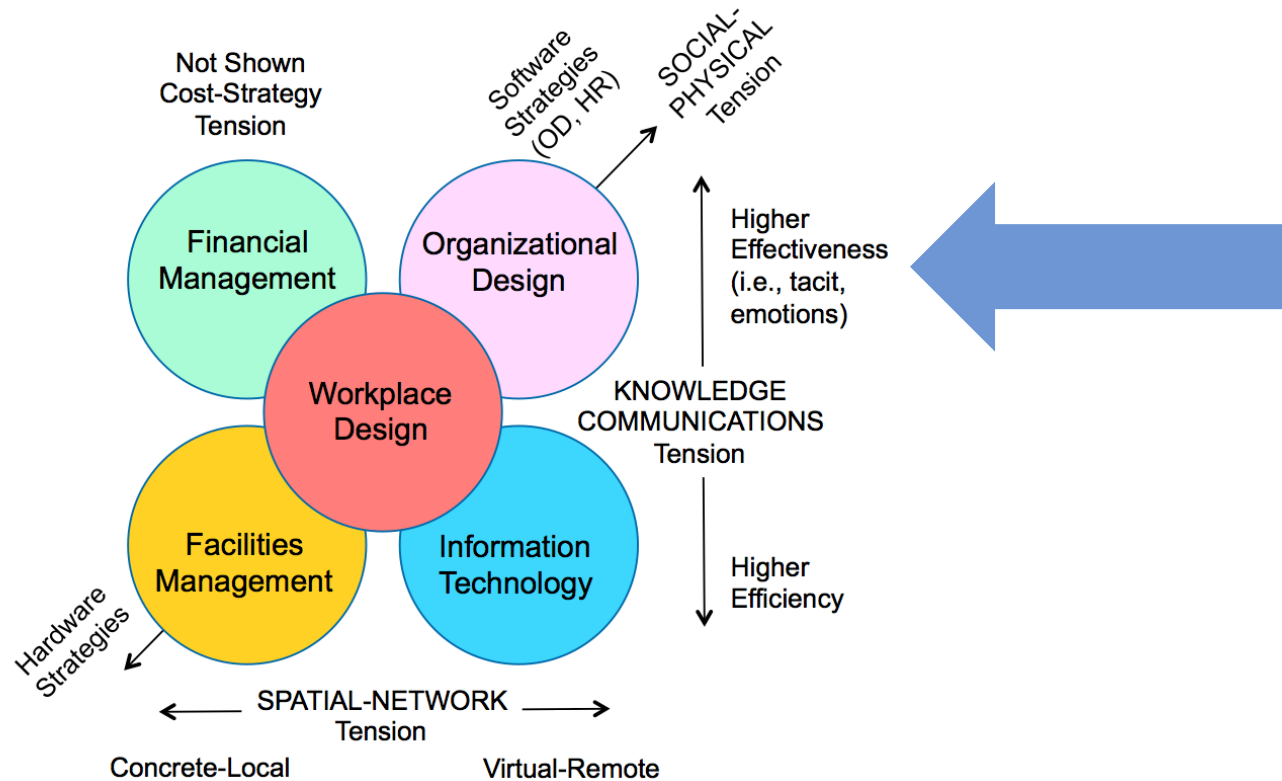 Not Shown
Cost-Strategy
Tension
Software
Strategies
(OD, HR)
SOCIAL-
PHYSICAL
Tension
Financial
Management
Organizational
Design
Higher
Effectiveness
(i.e., tacit,
emotions)
Workplace
Design
KNOWLEDGE
COMMUNICATIONS
Tension
Facilities
Management
Information
Technology
Higher
Efficiency
Hardware
Strategies
SPATIAL-NETWORK
Tension
Concrete-Local
Virtual-Remote